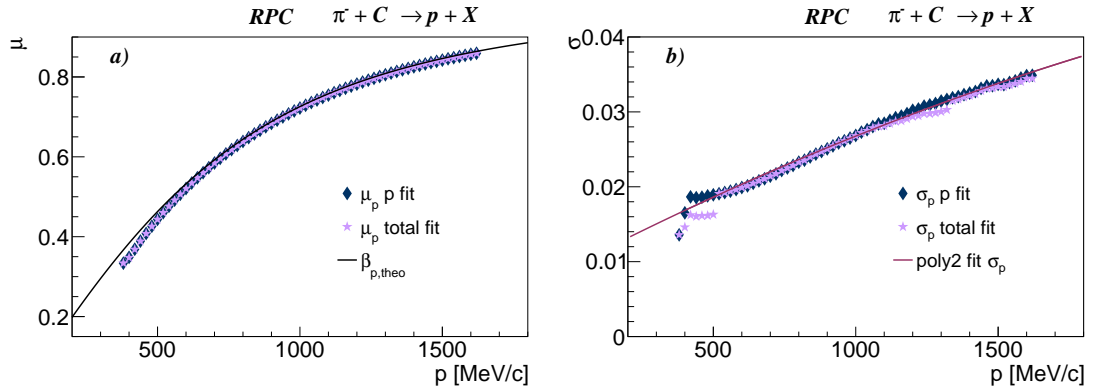 RPC π⁻ + C → p + X
μ
a)
0.8
0.6
0.4
0.2
μp p fit
μp total fit
βp,theo
500 1000 1500
p [MeV/c]
RPC π⁻ + C → p + X
σ
b)
0.04
0.03
0.02
0.01
0
σp p fit
σp total fit
poly2 fit σp
500 1000 1500
p [MeV/c]